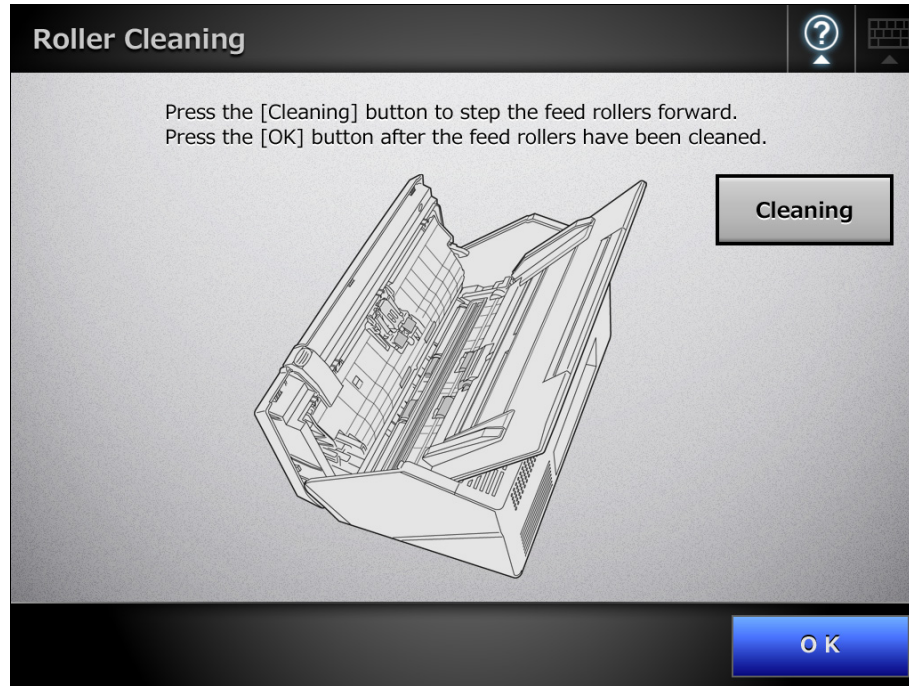 Roller Cleaning
?
Press the [Cleaning] button to step the feed rollers forward.
Press the [OK] button after the feed rollers have been cleaned.
Cleaning
OK